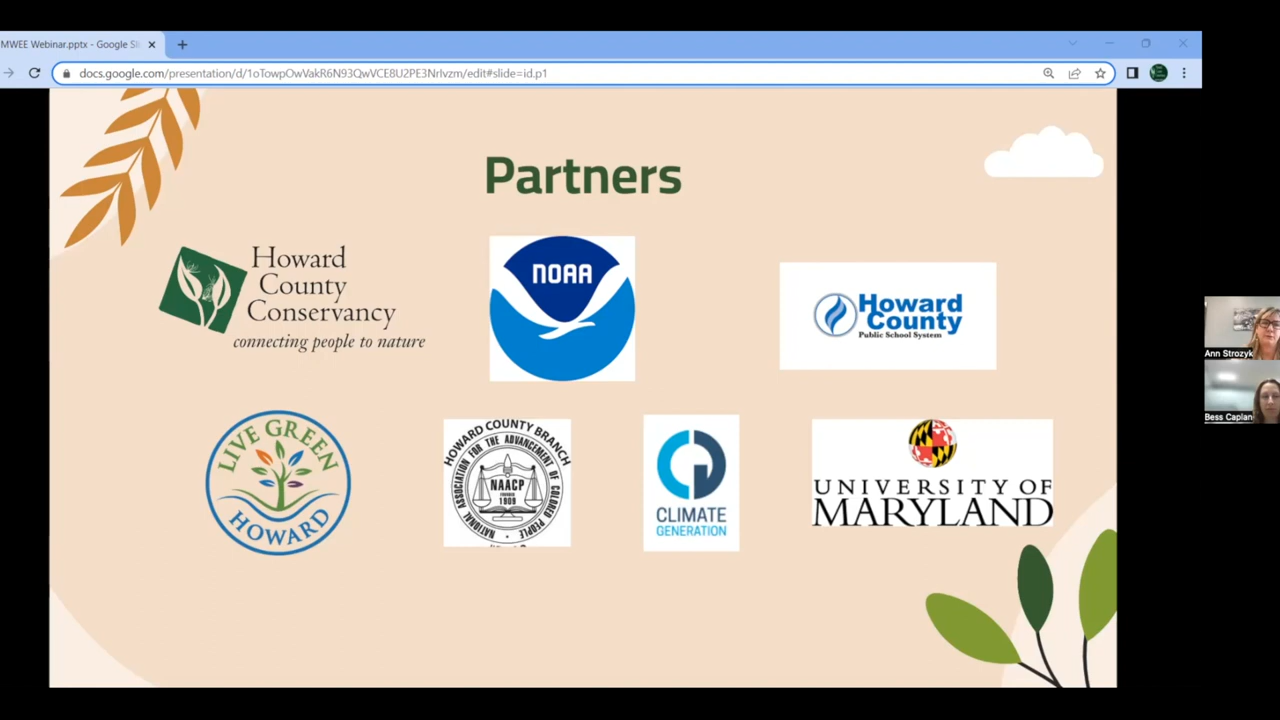 MWEE Webinar.pptx - Google Sli
docs.google.com/presentation/d/1oTowpOwVakR6N93QwVCE8U2PE3NrIvzm/edit#slide=id.p1
Partners
Howard
County
Conservancy
connecting people to nature
NOAA
Howard
County
Public School System
LIVE GREEN
HOWARD
HOWARD COUNTY BRANCH
NATIONAL ASSOCIATION FOR THE ADVANCEMENT OF COLORED PEOPLE
NAACP
FOUNDED
1909
CLIMATE
GENERATION
UNIVERSITY OF
MARYLAND
Ann Strozyk
Bess Caplan